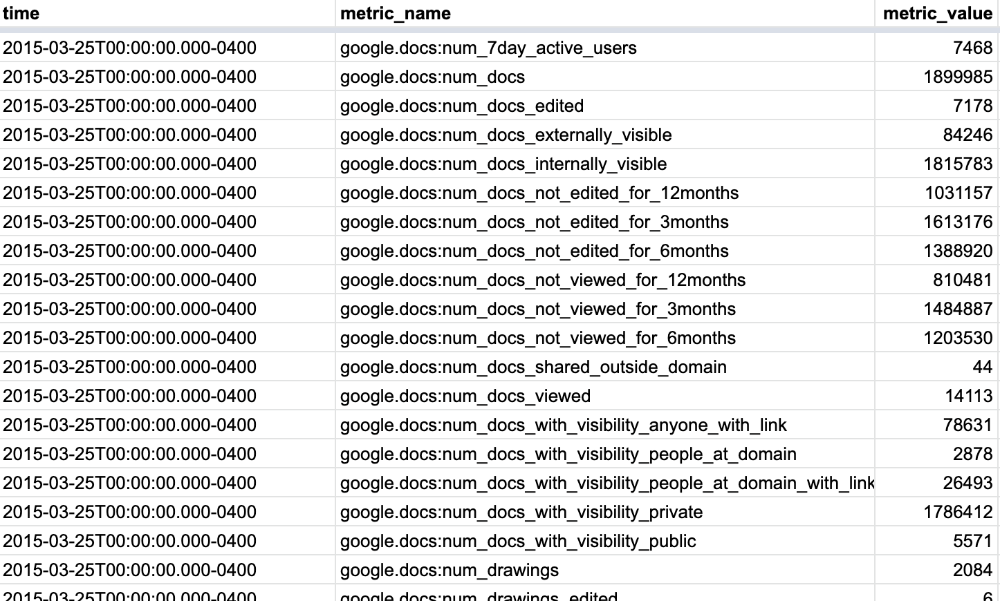 time metric_name metric_value
2015-03-25T00:00:00.000-0400 google.docs:num_7day_active_users 7468
2015-03-25T00:00:00.000-0400 google.docs:num_docs 1899985
2015-03-25T00:00:00.000-0400 google.docs:num_docs_edited 7178
2015-03-25T00:00:00.000-0400 google.docs:num_docs_externally_visible 84246
2015-03-25T00:00:00.000-0400 google.docs:num_docs_internally_visible 1815783
2015-03-25T00:00:00.000-0400 google.docs:num_docs_not_edited_for_12months 1031157
2015-03-25T00:00:00.000-0400 google.docs:num_docs_not_edited_for_3months 1613176
2015-03-25T00:00:00.000-0400 google.docs:num_docs_not_edited_for_6months 1388920
2015-03-25T00:00:00.000-0400 google.docs:num_docs_not_viewed_for_12months 810481
2015-03-25T00:00:00.000-0400 google.docs:num_docs_not_viewed_for_3months 1484887
2015-03-25T00:00:00.000-0400 google.docs:num_docs_not_viewed_for_6months 1203530
2015-03-25T00:00:00.000-0400 google.docs:num_docs_shared_outside_domain 44
2015-03-25T00:00:00.000-0400 google.docs:num_docs_viewed 14113
2015-03-25T00:00:00.000-0400 google.docs:num_docs_with_visibility_anyone_with_link 78631
2015-03-25T00:00:00.000-0400 google.docs:num_docs_with_visibility_people_at_domain 2878
2015-03-25T00:00:00.000-0400 google.docs:num_docs_with_visibility_people_at_domain_with_link 26493
2015-03-25T00:00:00.000-0400 google.docs:num_docs_with_visibility_private 1786412
2015-03-25T00:00:00.000-0400 google.docs:num_docs_with_visibility_public 5571
2015-03-25T00:00:00.000-0400 google.docs:num_drawings 2084
2015-03-25T00:00:00.000-0400 google.docs:num_drawings_edited 6